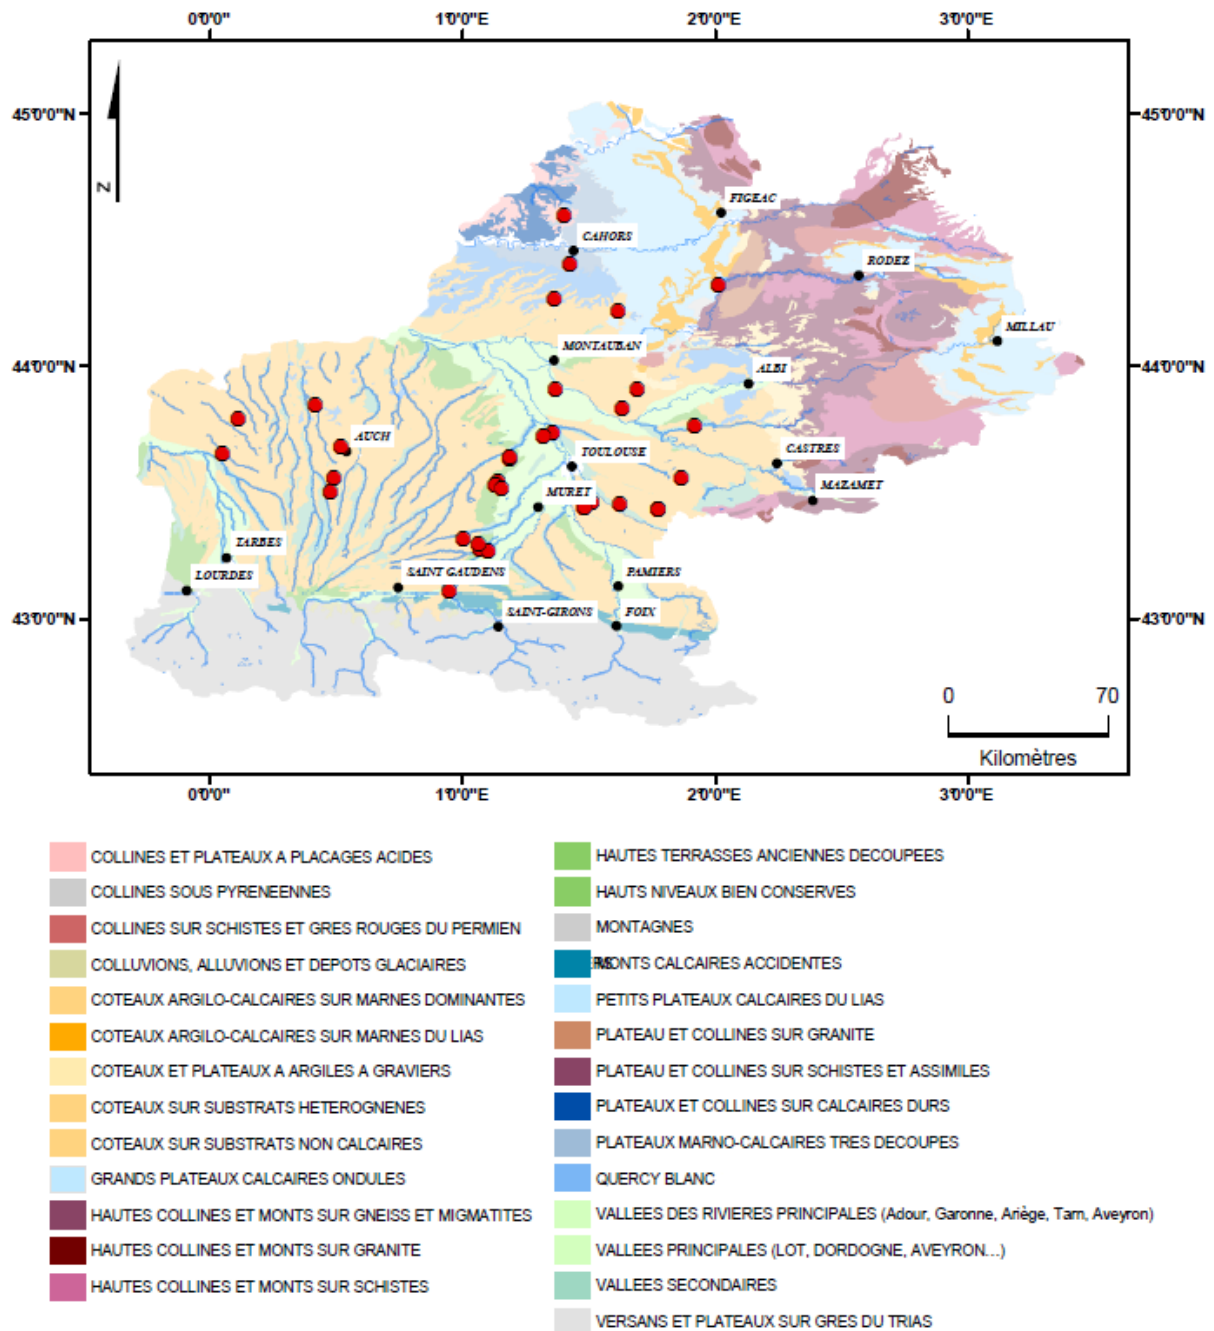 0°0'0" 1°0'0"E 2°0'0"E 3°0'0"E
45°0'0"N 45°0'0"N
Z
FIGEAC
CAHORS
RODEZ
MILLAU
MONTAUBAN
44°0'0"N 44°0'0"N
ALBI
AUCH
TOULOUSE
CASTRES
MURET
MAZAMET
TARBES
SAINT GAUDENS
PAMIERS
LOURDES
SAINT-GIRONS
FOIX
43°0'0"N 43°0'0"N
0 70
Kilomètres
0°0'0" 1°0'0"E 2°0'0"E 3°0'0"E
COLLINES ET PLATEAUX A PLACAGES ACIDES
COLLINES SOUS PYRENEENNES
COLLINES SUR SCHISTES ET GRES ROUGES DU PERMIEN
COLLUVIONS, ALLUVIONS ET DEPOTS GLACIAIRES
COTEAUX ARGILO-CALCAIRES SUR MARNES DOMINANTES
COTEAUX ARGILO-CALCAIRES SUR MARNES DU LIAS
COTEAUX ET PLATEAUX A ARGILES A GRAVIERS
COTEAUX SUR SUBSTRATS HETEROGNENES
COTEAUX SUR SUBSTRATS NON CALCAIRES
GRANDS PLATEAUX CALCAIRES ONDULES
HAUTES COLLINES ET MONTS SUR GNEISS ET MIGMATITES
HAUTES COLLINES ET MONTS SUR GRANITE
HAUTES COLLINES ET MONTS SUR SCHISTES
HAUTES TERRASSES ANCIENNES DECOUPEES
HAUTS NIVEAUX BIEN CONSERVES
MONTAGNES
MONTS CALCAIRES ACCIDENTES
PETITS PLATEAUX CALCAIRES DU LIAS
PLATEAU ET COLLINES SUR GRANITE
PLATEAU ET COLLINES SUR SCHISTES ET ASSIMILES
PLATEAUX ET COLLINES SUR CALCAIRES DURS
PLATEAUX MARNO-CALCAIRES TRES DECOUPES
QUERCY BLANC
VALLEES DES RIVIERES PRINCIPALES (Adour, Garonne, Ariège, Tarn, Aveyron)
VALLEES PRINCIPALES (LOT, DORDOGNE, AVEYRON...)
VALLEES SECONDAIRES
VERSANS ET PLATEAUX SUR GRES DU TRIAS